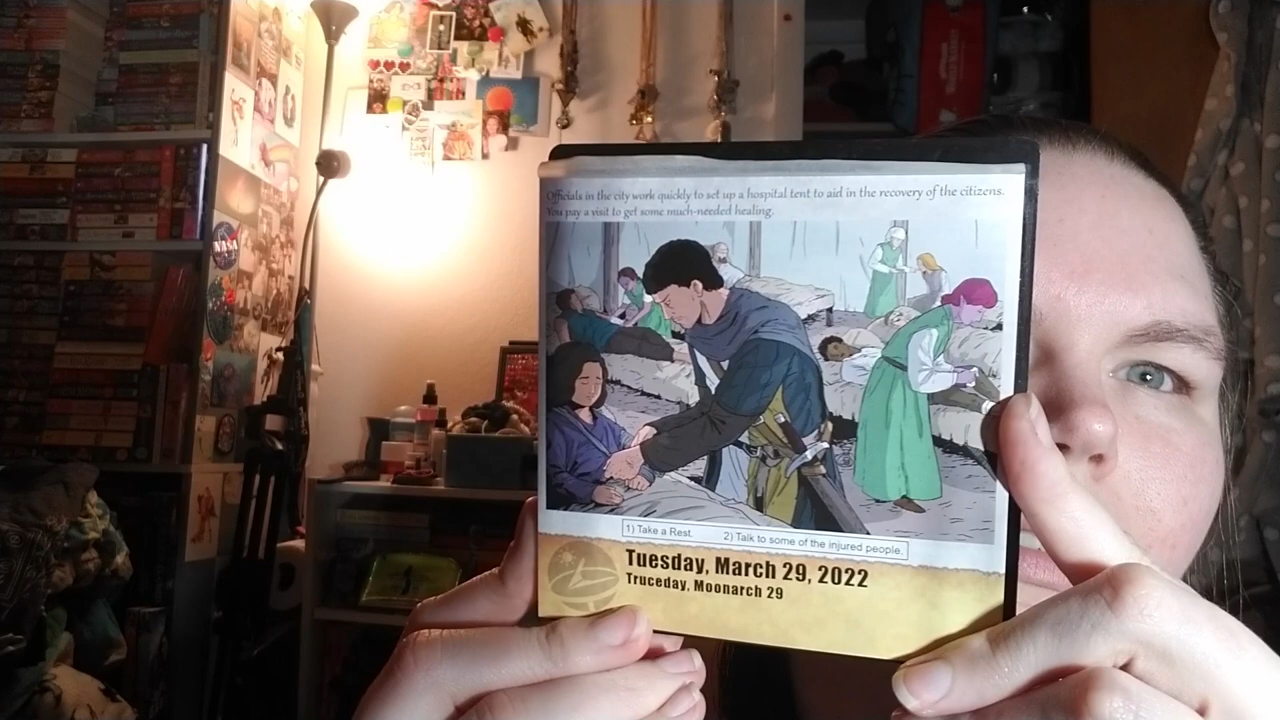 NASA
Officials in the city work quickly to set up a hospital tent to aid in the recovery of the citizens.
You pay a visit to get some much-needed healing.
1) Take a Rest. 2) Talk to some of the injured people.
Tuesday, March 29, 2022
Truceday, Moonarch 29